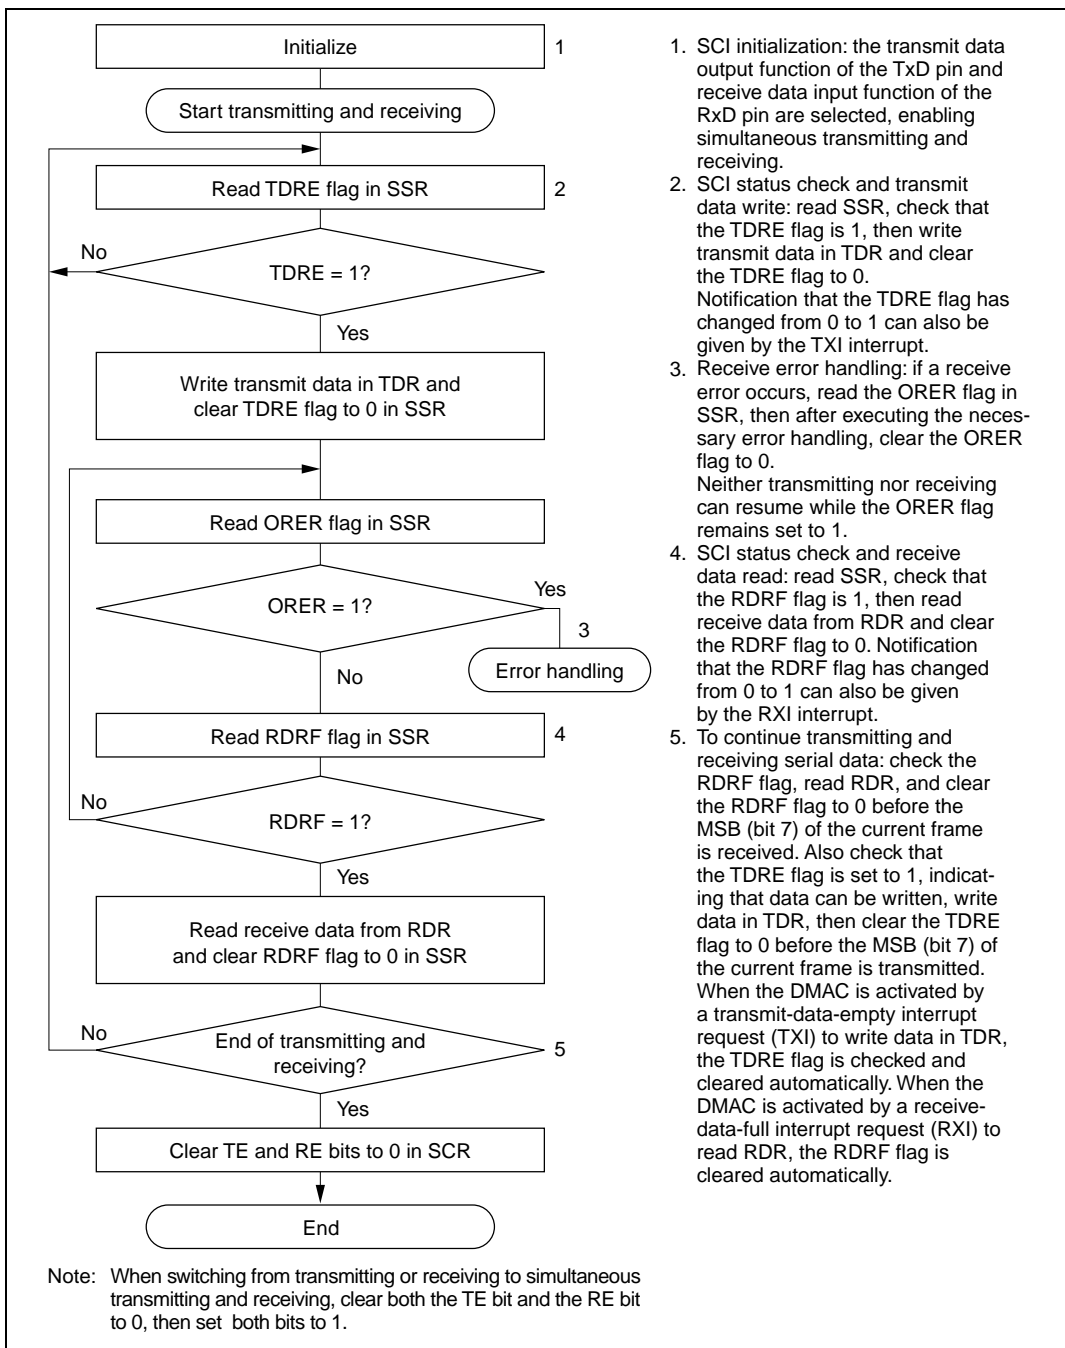 Initialize
1
Start transmitting and receiving
Read TDRE flag in SSR
2
No
TDRE = 1?
Yes
Write transmit data in TDR and
clear TDRE flag to 0 in SSR
Read ORER flag in SSR
Yes
ORER = 1?
3
Error handling
No
Read RDRF flag in SSR
4
No
RDRF = 1?
Yes
Read receive data from RDR
and clear RDRF flag to 0 in SSR
No
End of transmitting and
receiving?
5
Yes
Clear TE and RE bits to 0 in SCR
End
1. SCI initialization: the transmit data
output function of the TxD pin and
receive data input function of the
RxD pin are selected, enabling
simultaneous transmitting and
receiving.
2. SCI status check and transmit
data write: read SSR, check that
the TDRE flag is 1, then write
transmit data in TDR and clear
the TDRE flag to 0.
Notification that the TDRE flag has
changed from 0 to 1 can also be
given by the TXI interrupt.
3. Receive error handling: if a receive
error occurs, read the ORER flag in
SSR, then after executing the neces-
sary error handling, clear the ORER
flag to 0.
Neither transmitting nor receiving
can resume while the ORER flag
remains set to 1.
4. SCI status check and receive
data read: read SSR, check that
the RDRF flag is 1, then read
receive data from RDR and clear
the RDRF flag to 0. Notification
that the RDRF flag has changed
from 0 to 1 can also be given
by the RXI interrupt.
5. To continue transmitting and
receiving serial data: check the
RDRF flag, read RDR, and clear
the RDRF flag to 0 before the
MSB (bit 7) of the current frame
is received. Also check that
the TDRE flag is set to 1, indicat-
ing that data can be written, write
data in TDR, then clear the TDRE
flag to 0 before the MSB (bit 7) of
the current frame is transmitted.
When the DMAC is activated by
a transmit-data-empty interrupt
request (TXI) to write data in TDR,
the TDRE flag is checked and
cleared automatically. When the
DMAC is activated by a receive-
data-full interrupt request (RXI) to
read RDR, the RDRF flag is
cleared automatically.
Note: When switching from transmitting or receiving to simultaneous
transmitting and receiving, clear both the TE bit and the RE bit
to 0, then set both bits to 1.